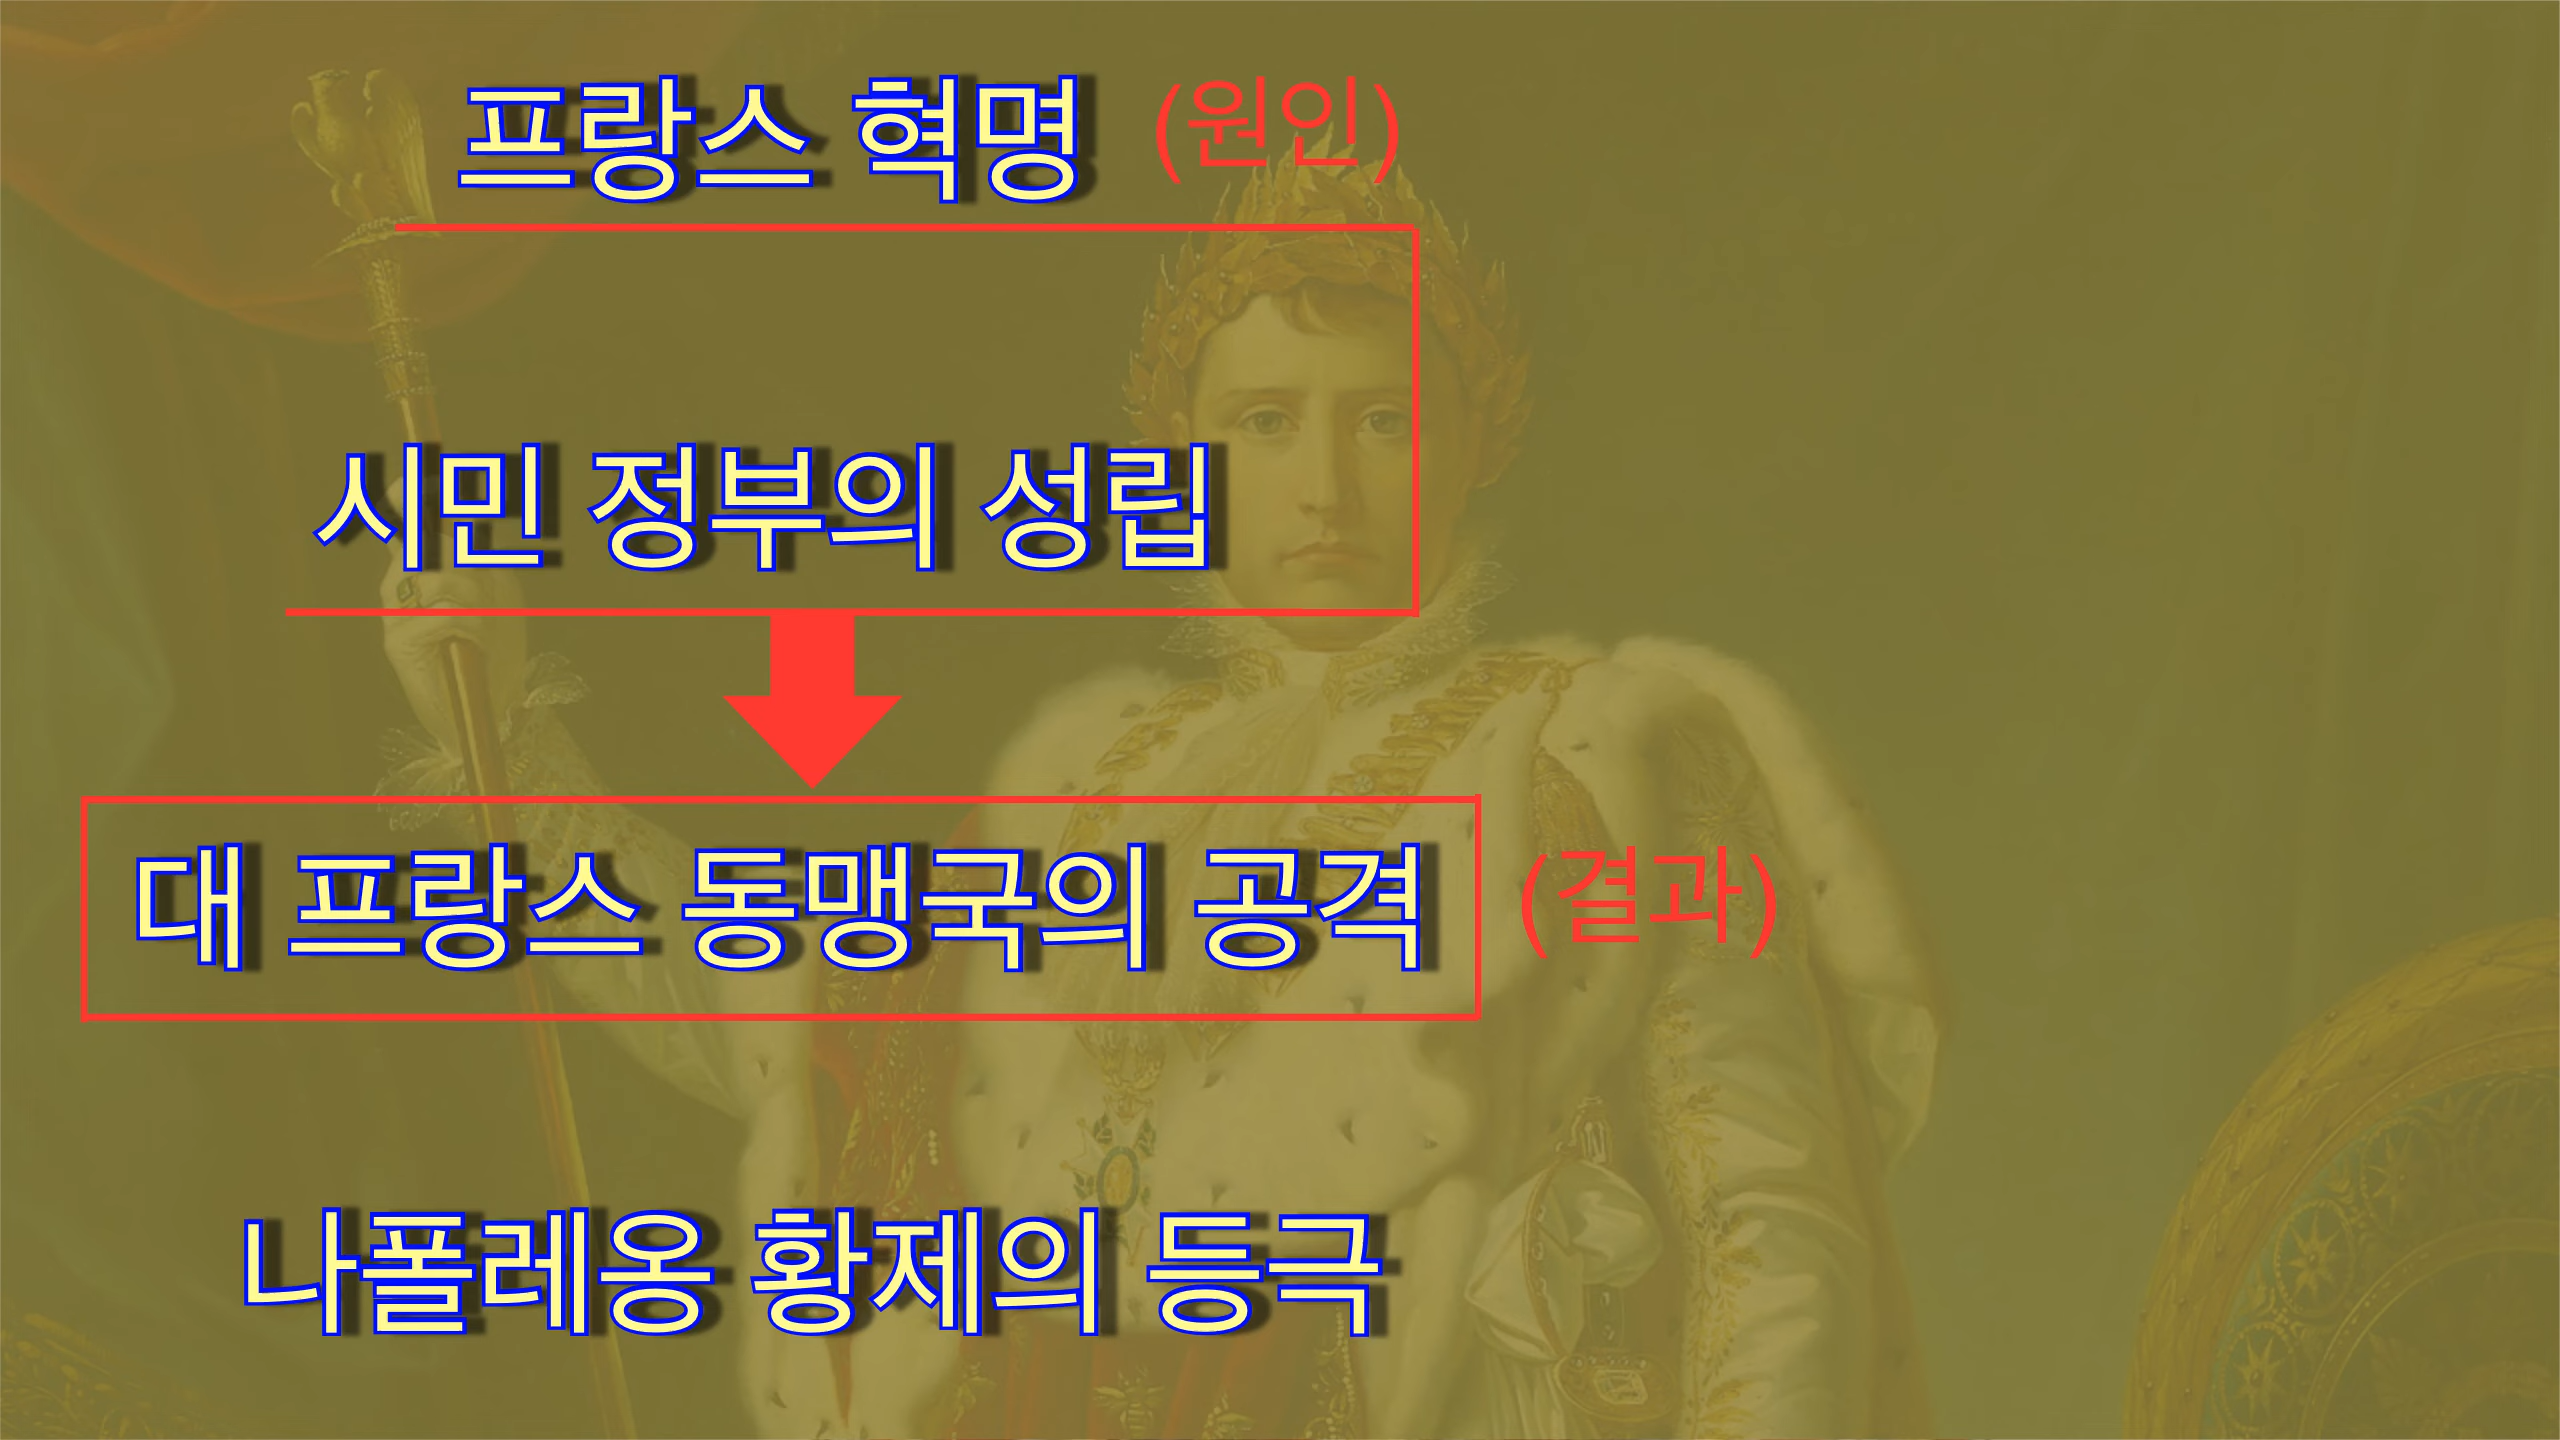 프랑스 혁명 (원인)
시민 정부의 성립
대 프랑스 동맹국의 공격 (결과)
나폴레옹 황제의 등극